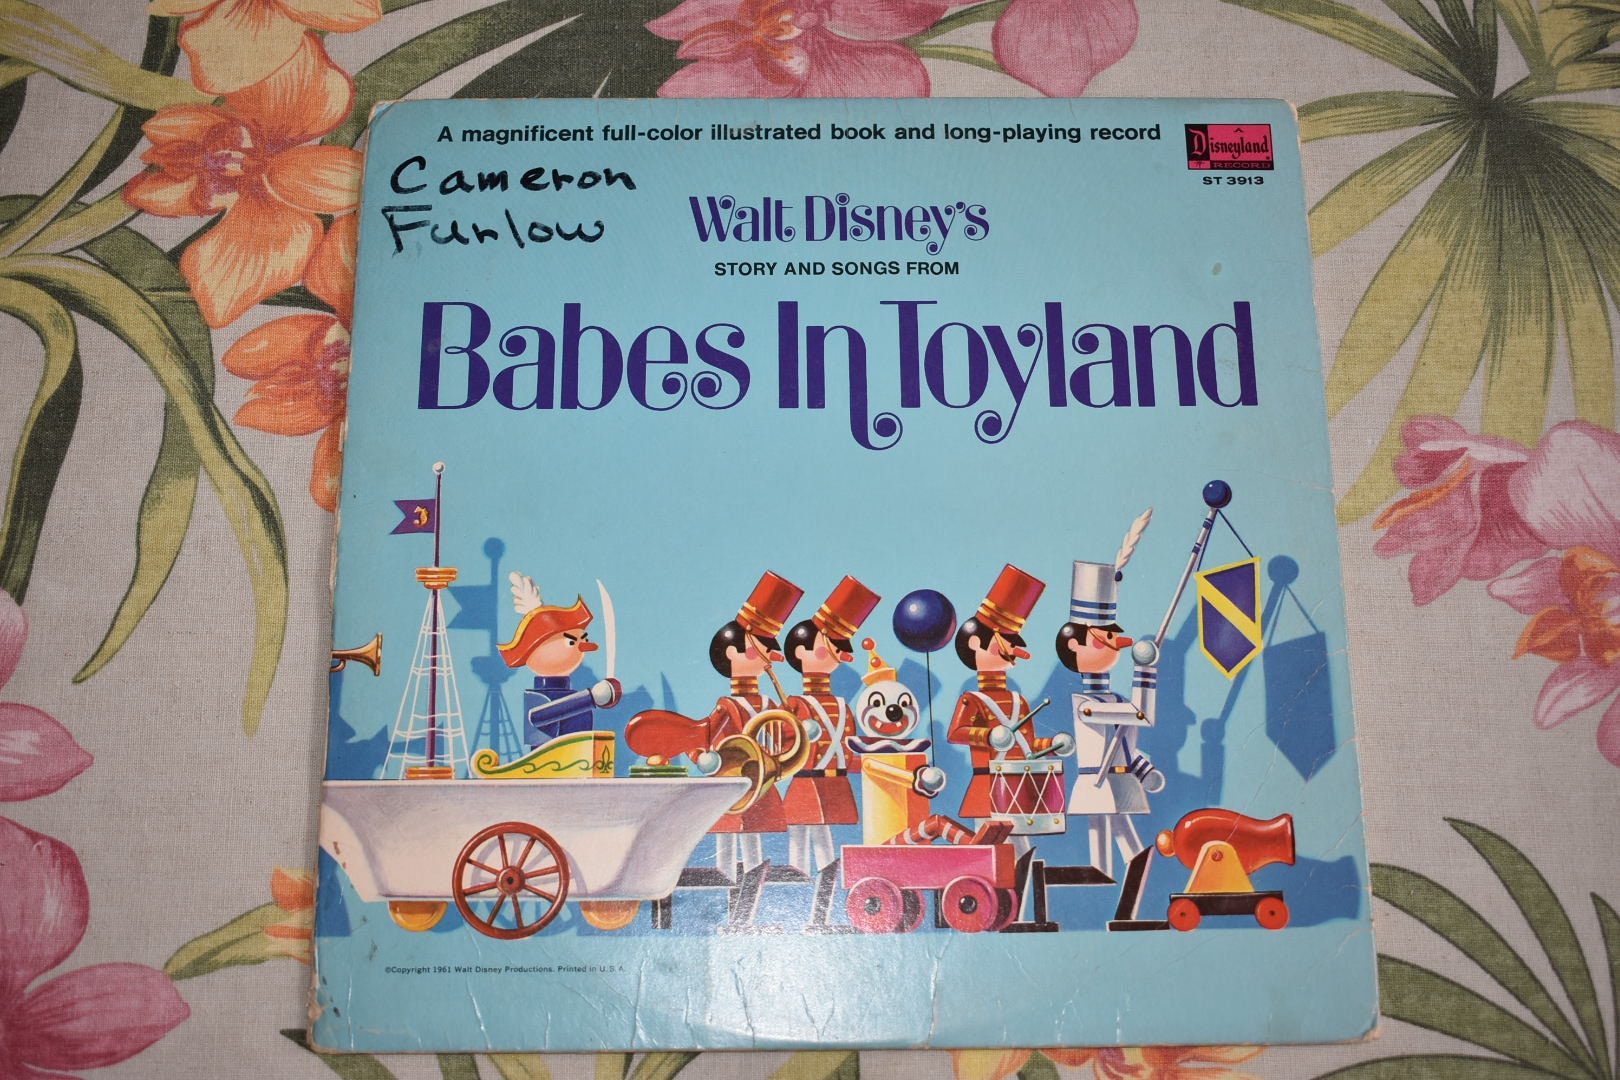 A magnificent full-color illustrated book and long-playing record
Disneyland
RECORD
ST 3913
Cameron
Furlow
Walt Disney's
STORY AND SONGS FROM
Babes In Toyland
©Copyright 1961 Walt Disney Productions. Printed in U.S.A.